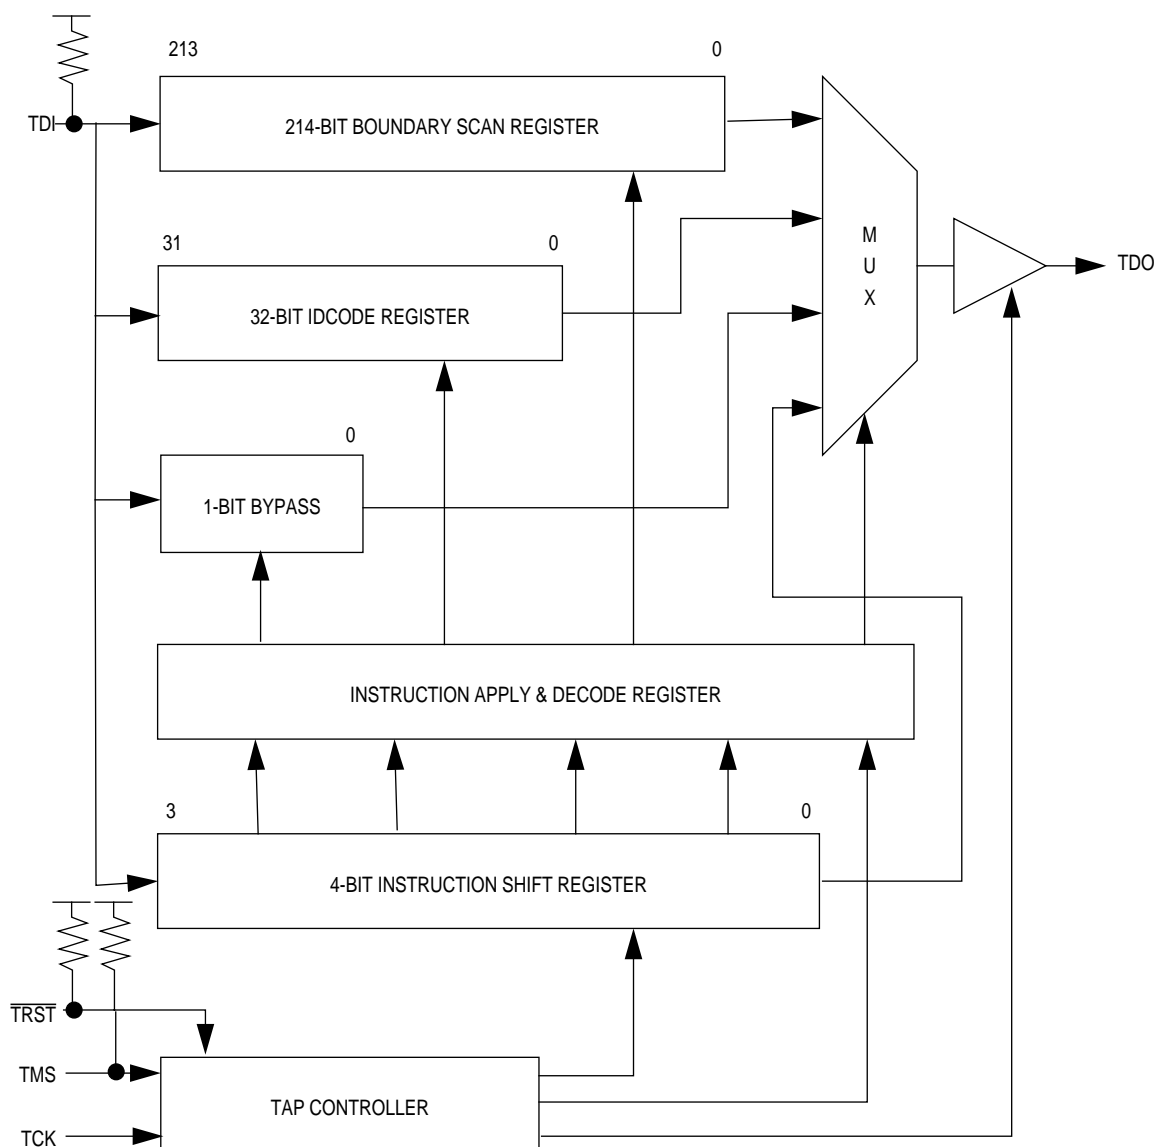 213 0
TDI
214-BIT BOUNDARY SCAN REGISTER
M
U
X
TDO
31 0
32-BIT IDCODE REGISTER
0
1-BIT BYPASS
INSTRUCTION APPLY & DECODE REGISTER
3 0
4-BIT INSTRUCTION SHIFT REGISTER
TRST
TMS
TAP CONTROLLER
TCK